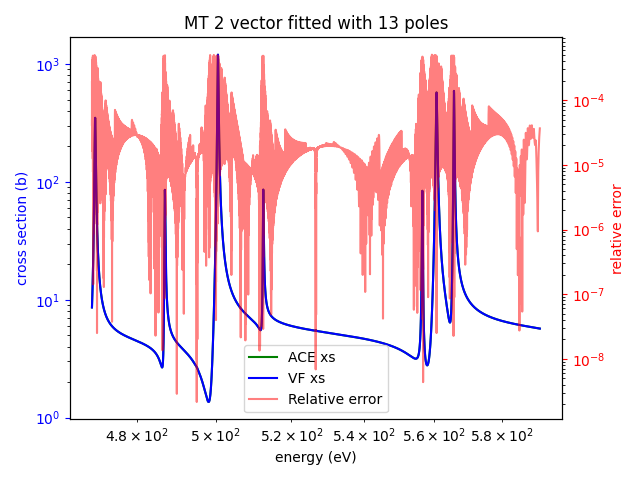 MT 2 vector fitted with 13 poles
cross section (b)
10³
10²
10¹
10⁰
10⁻⁴
10⁻⁵
10⁻⁶
10⁻⁷
10⁻⁸
relative error
ACE xs
VF xs
Relative error
4.8 × 10² 5 × 10² 5.2 × 10² 5.4 × 10² 5.6 × 10² 5.8 × 10²
energy (eV)